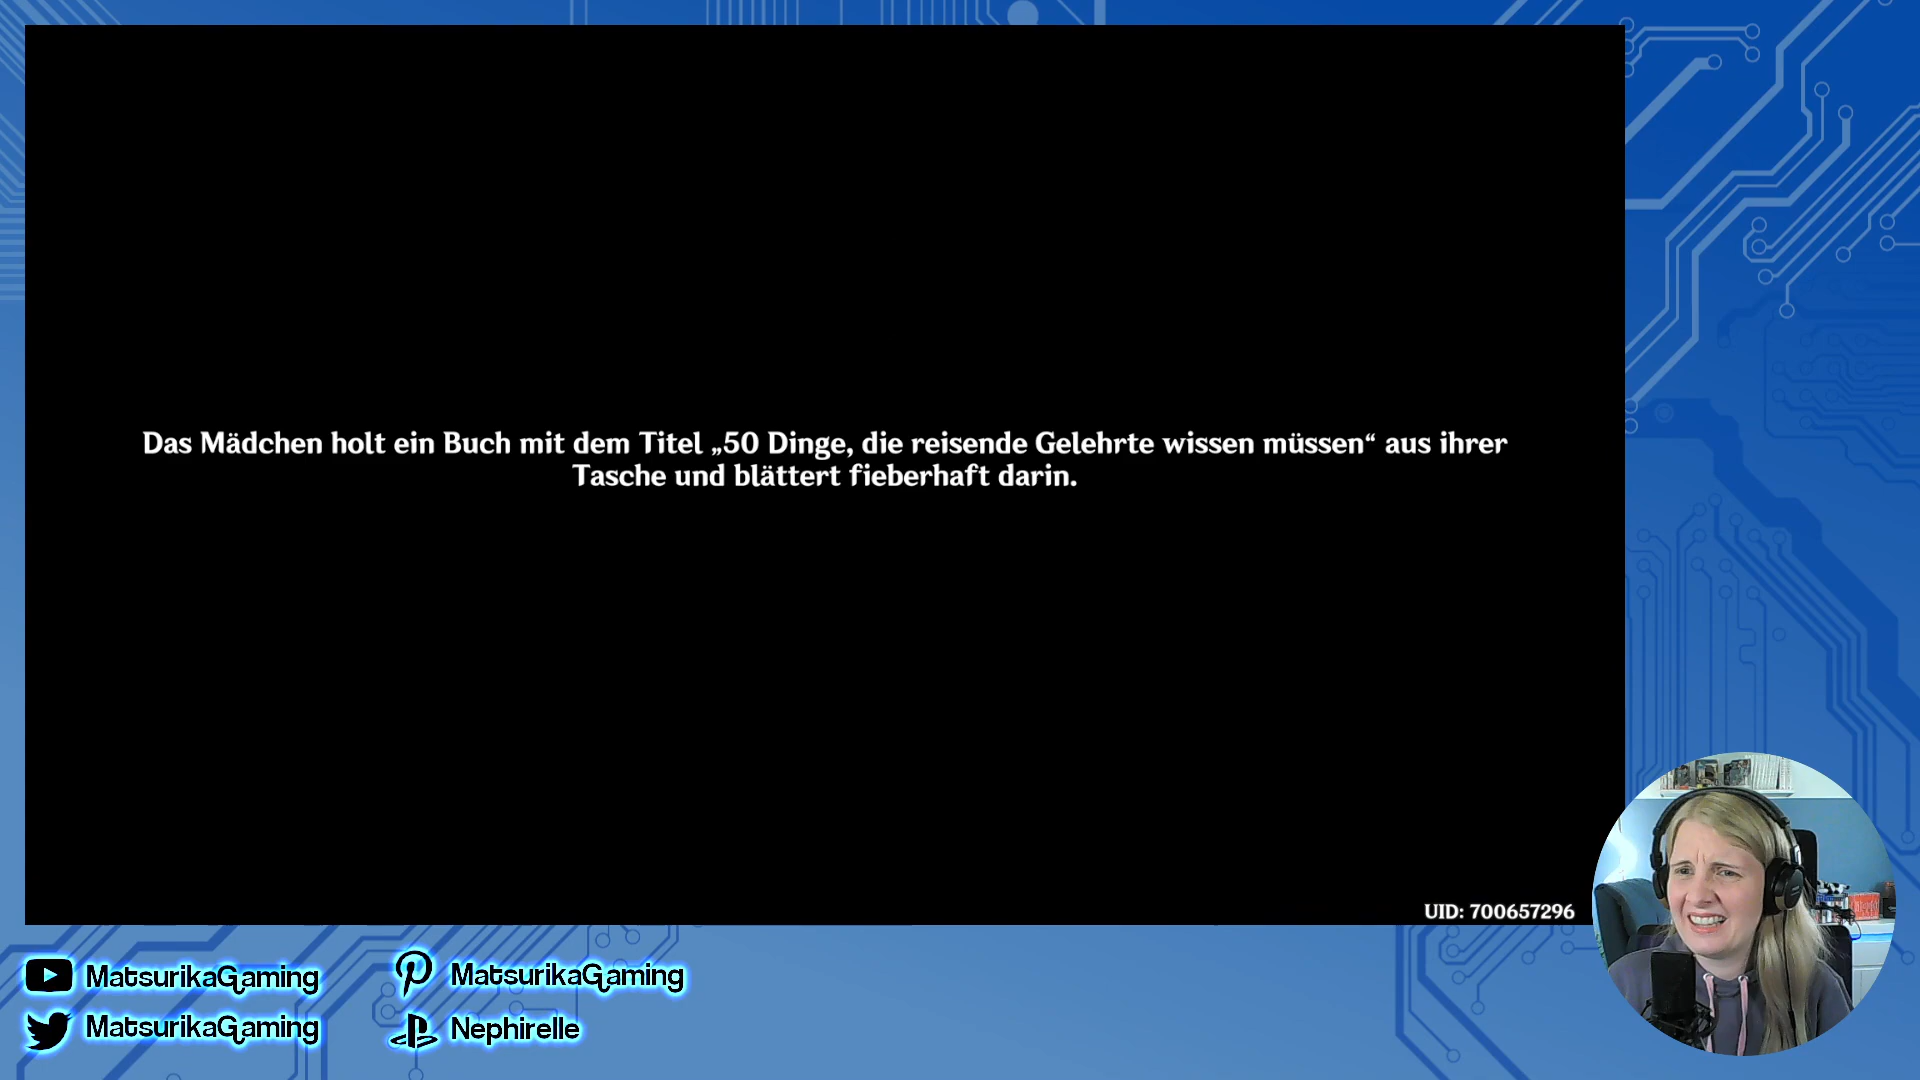 Das Mädchen holt ein Buch mit dem Titel „50 Dinge, die reisende Gelehrte wissen müssen“ aus ihrer
Tasche und blättert fieberhaft darin.
UID: 700657296
MatsurikaGaming
MatsurikaGaming
MatsurikaGaming
Nephirelle